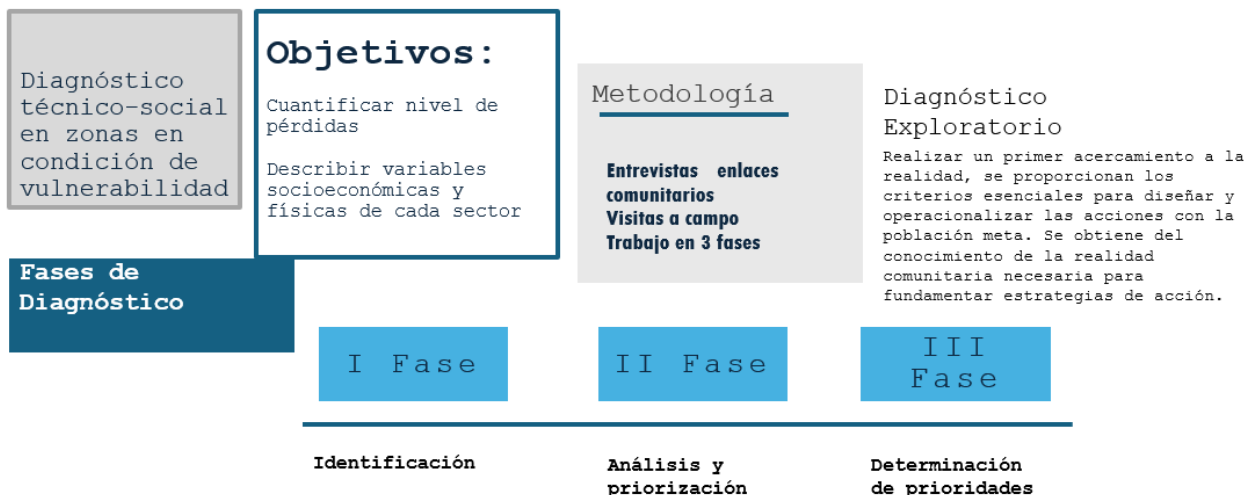 Diagnóstico
técnico-social
en zonas en
condición de
vulnerabilidad
Objetivos:
Cuantificar nivel de
pérdidas
Describir variables
socioeconómicas y
físicas de cada sector
Metodología
Entrevistas enlaces
comunitarios
Visitas a campo
Trabajo en 3 fases
Diagnóstico
Exploratorio
Realizar un primer acercamiento a la
realidad, se proporcionan los
criterios esenciales para diseñar y
operacionalizar las acciones con la
población meta. Se obtiene del
conocimiento de la realidad
comunitaria necesaria para
fundamentar estrategias de acción.
Fases de
Diagnóstico
I Fase
II Fase
III
Fase
Identificación
Análisis y
priorización
Determinación
de prioridades